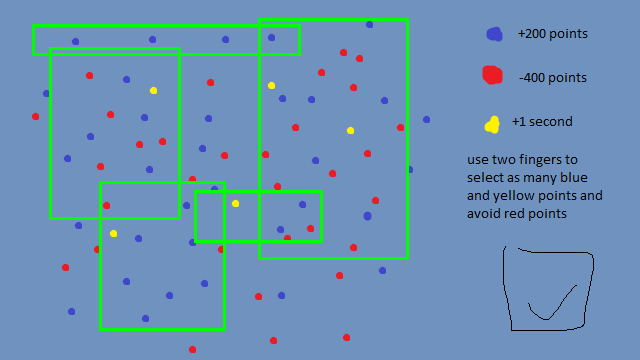 +200 points
-400 points
+1 second
use two fingers to
select as many blue
and yellow points and
avoid red points